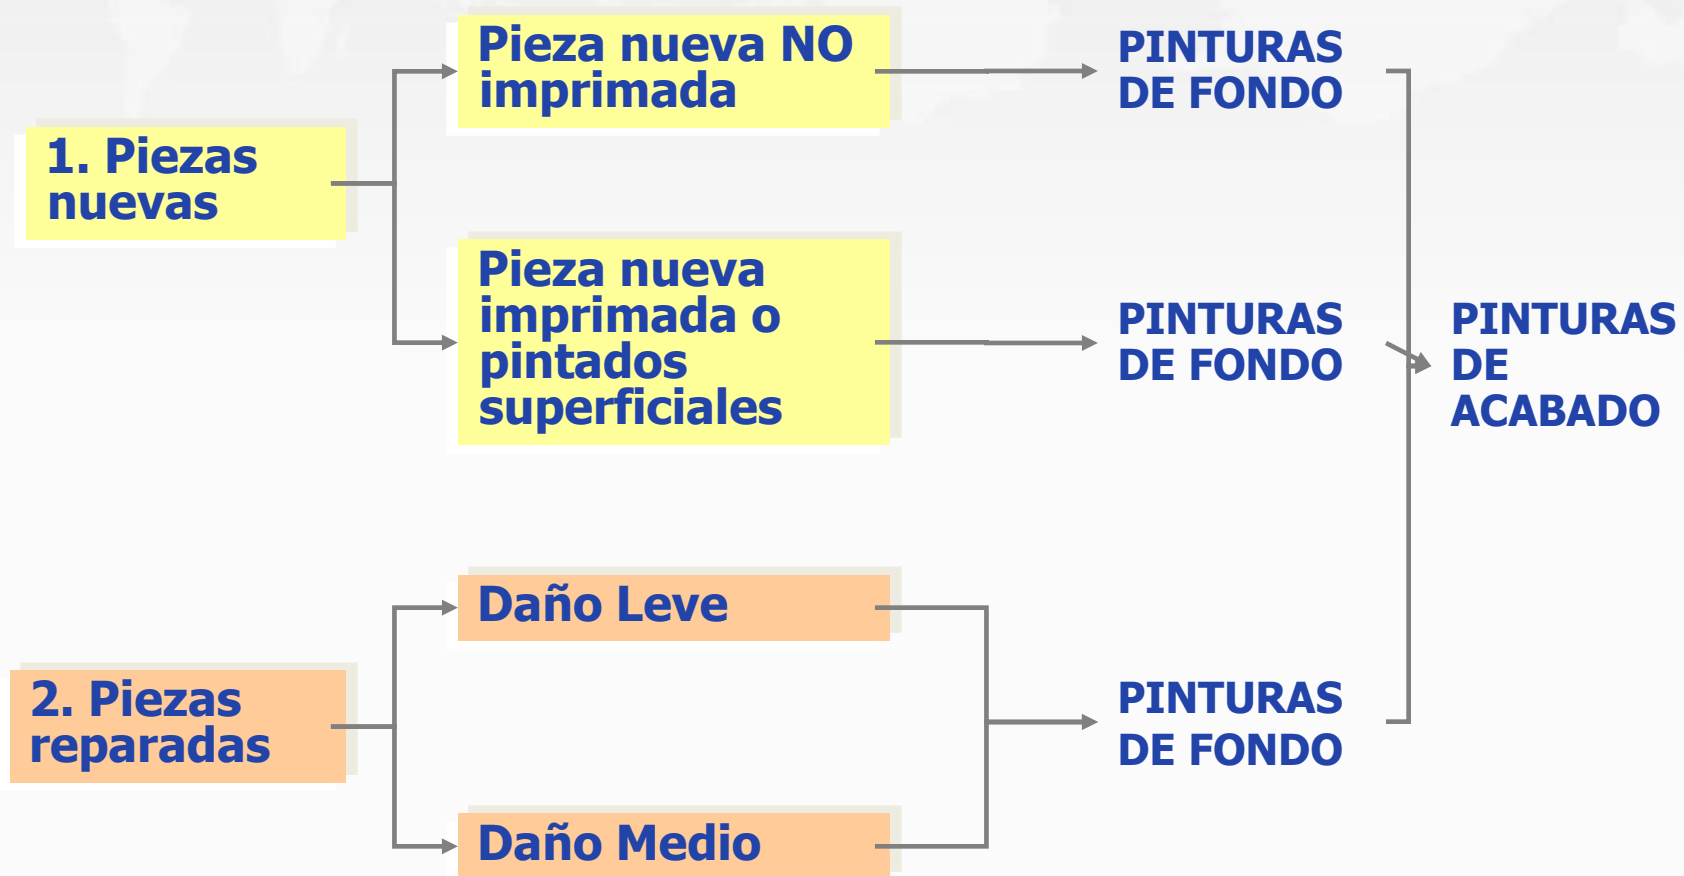 1. Piezas
nuevas
Pieza nueva NO
imprimada
PINTURAS
DE FONDO
Pieza nueva
imprimada o
pintados
superficiales
PINTURAS
DE FONDO
PINTURAS
DE
ACABADO
2. Piezas
reparadas
Daño Leve
Daño Medio
PINTURAS
DE FONDO